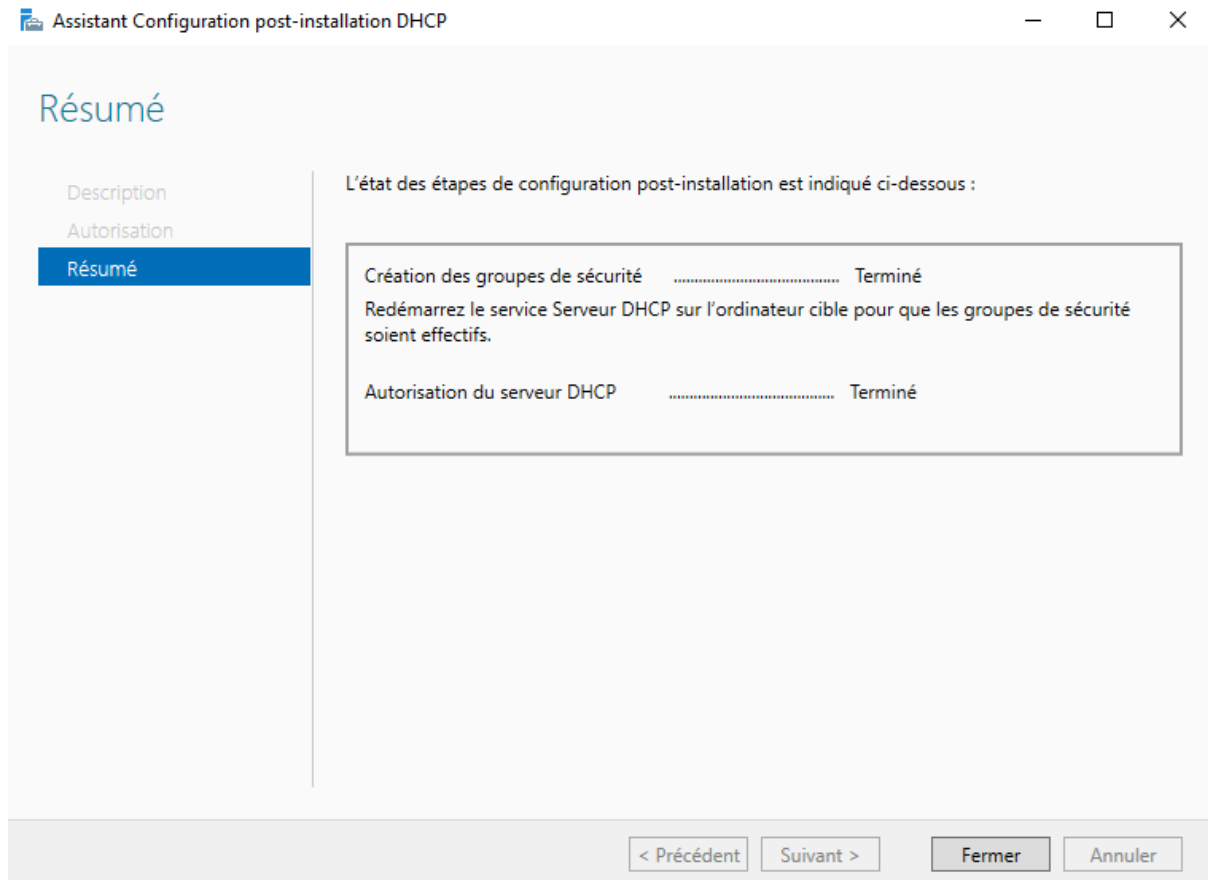 Assistant Configuration post-installation DHCP
Résumé
Description
Autorisation
Résumé
L'état des étapes de configuration post-installation est indiqué ci-dessous :
Création des groupes de sécurité ........................................ Terminé
Redémarrez le service Serveur DHCP sur l'ordinateur cible pour que les groupes de sécurité
soient effectifs.
Autorisation du serveur DHCP ........................................ Terminé
< Précédent
Suivant >
Fermer
Annuler